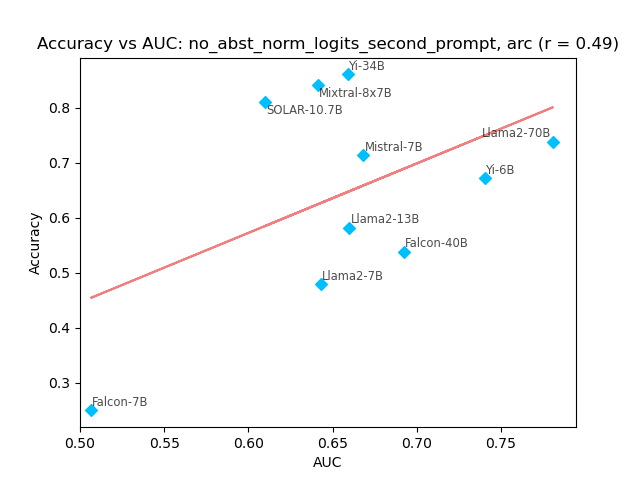 Accuracy vs AUC: no_abst_norm_logits_second_prompt, arc (r = 0.49)
Yi-34B
Mixtral-8x7B
SOLAR-10.7B
Llama2-70B
Mistral-7B
Yi-6B
Llama2-13B
Falcon-40B
Llama2-7B
Falcon-7B
Accuracy
0.8
0.7
0.6
0.5
0.4
0.3
0.50
0.55
0.60
0.65
0.70
0.75
AUC